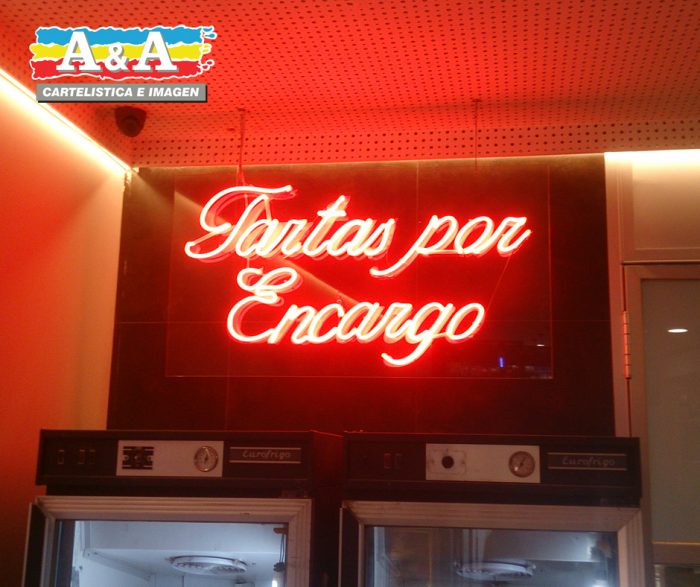 A & A
CARTELISTICA E IMAGEN
Tartas por
Encargo
Eurofrigo
Eurofrigo